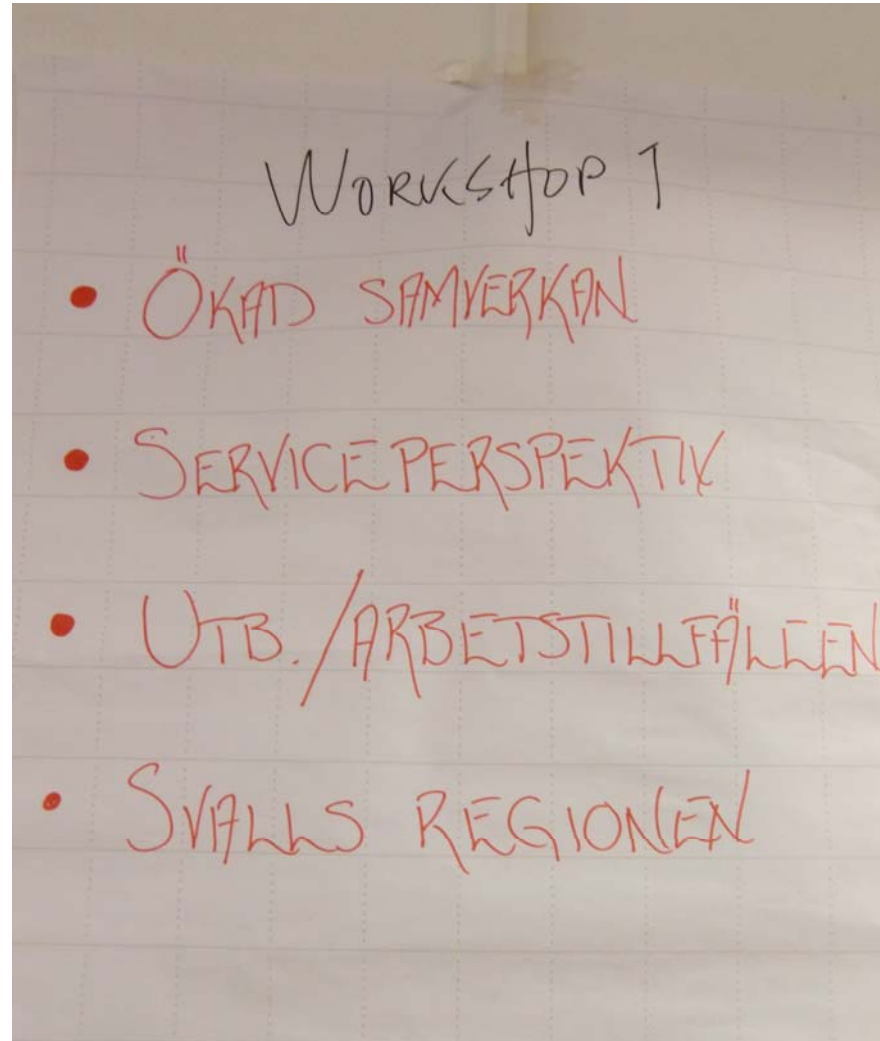 WORKSHOP 1
• ÖKAD SAMVERKAN
• SERVICEPERSPEKTIV
• UTB./ARBETSTILLFÄLLEN
• SVALLS REGIONEN